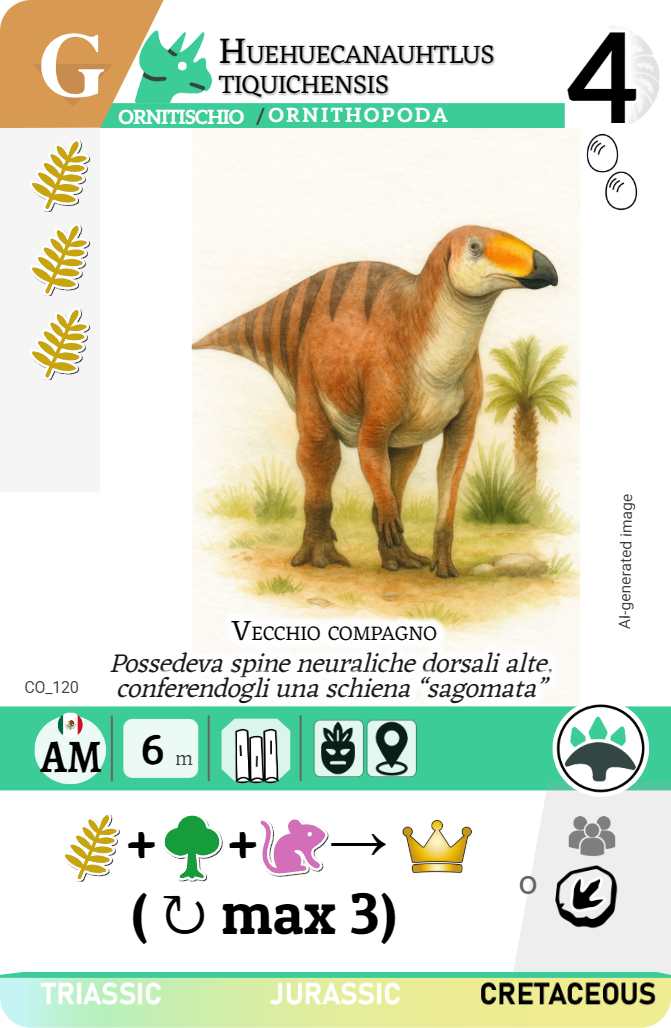 G
HUEHUECANAUHTLUS
TIQUICHENSIS
4
ORNITISCHIO / ORNITHOPODA
AI-generated image
VECCHIO COMPAGNO
Possedeva spine neuraliche dorsali alte,
conferendogli una schiena “sagomata”
CO_120
AM
6 m
+ + →
O
( ↻ max 3)
TRIASSIC JURASSIC CRETACEOUS